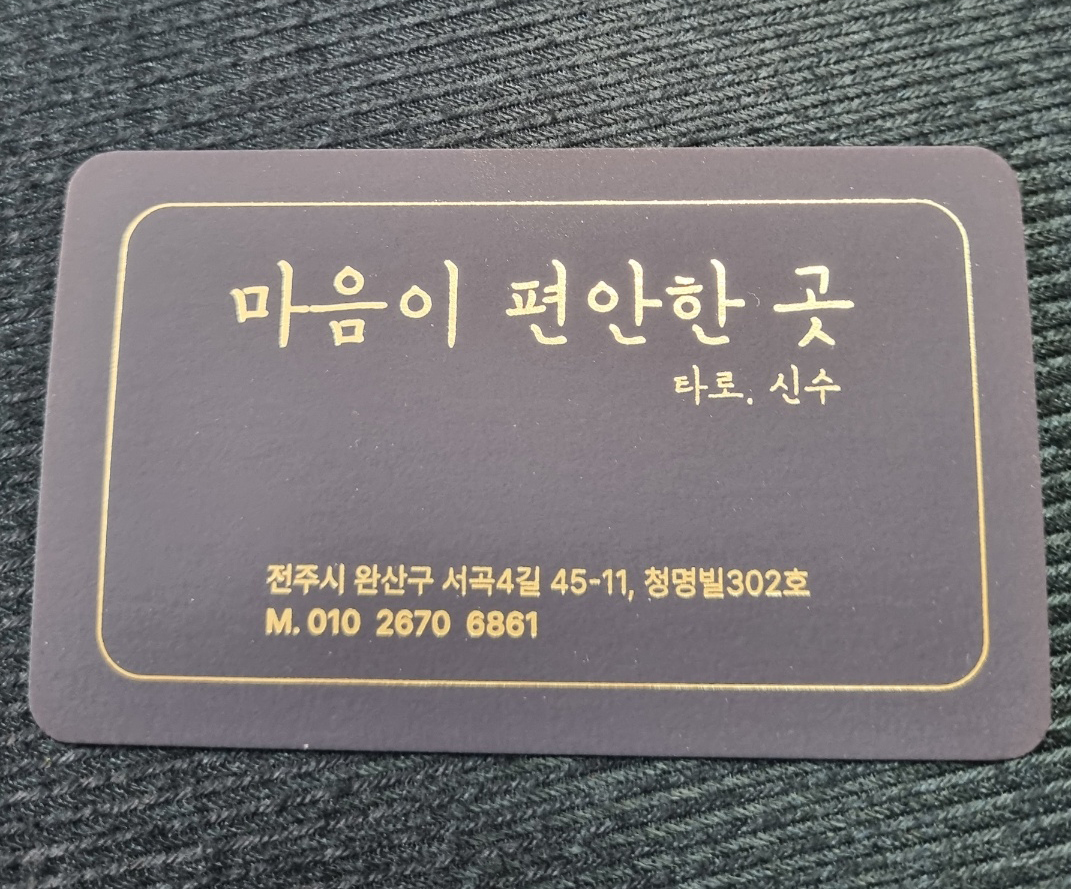 마음이 편안한 곳
타로. 신수
전주시 완산구 서곡4길 45-11, 청명빌302호
M. 010 2670 6861